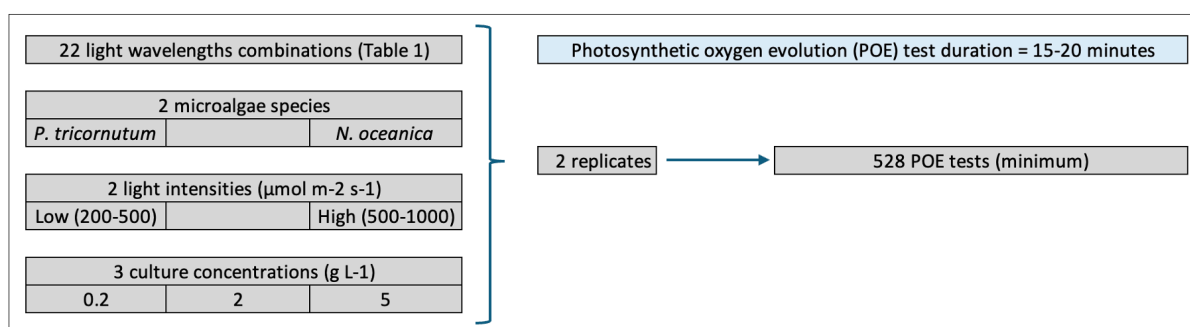 22 light wavelengths combinations (Table 1)
2 microalgae species
P. tricornutum N. oceanica
2 light intensities (µmol m-2 s-1)
Low (200-500) High (500-1000)
3 culture concentrations (g L-1)
0.2 2 5
Photosynthetic oxygen evolution (POE) test duration = 15-20 minutes
2 replicates
528 POE tests (minimum)